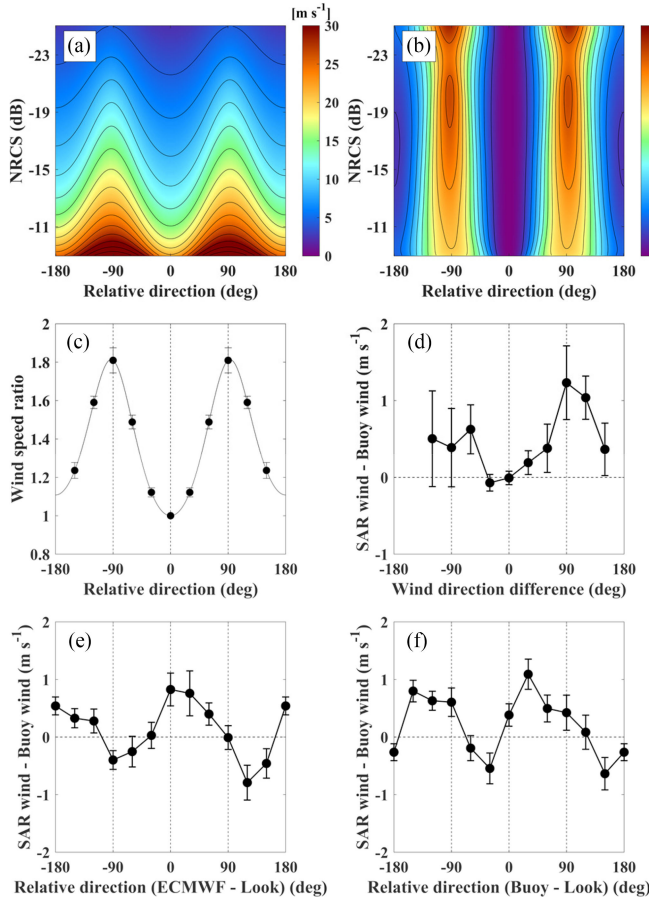 [m s⁻¹]
(a) 30 (b)
-23 25 -23
20
-19 -19
15
-15 10 -15
5
-11 -11
0
NRCS (dB) NRCS (dB)
-180 -90 0 90 180 -180 -90 0 90 180
Relative direction (deg) Relative direction (deg)
2 (c) 2 (d)
1.8
1.6 1
1.4
1.2 0
1
0.8 -1
Wind speed ratio SAR wind - Buoy wind (m s⁻¹)
-180 -90 0 90 180 -180 -90 0 90 180
Relative direction (deg) Wind direction difference (deg)
2 (e) 2 (f)
1 1
0 0
-1 -1
-2 -2
SAR wind - Buoy wind (m s⁻¹) SAR wind - Buoy wind (m s⁻¹)
-180 -90 0 90 180 -180 -90 0 90 180
Relative direction (ECMWF - Look) (deg) Relative direction (Buoy - Look) (deg)